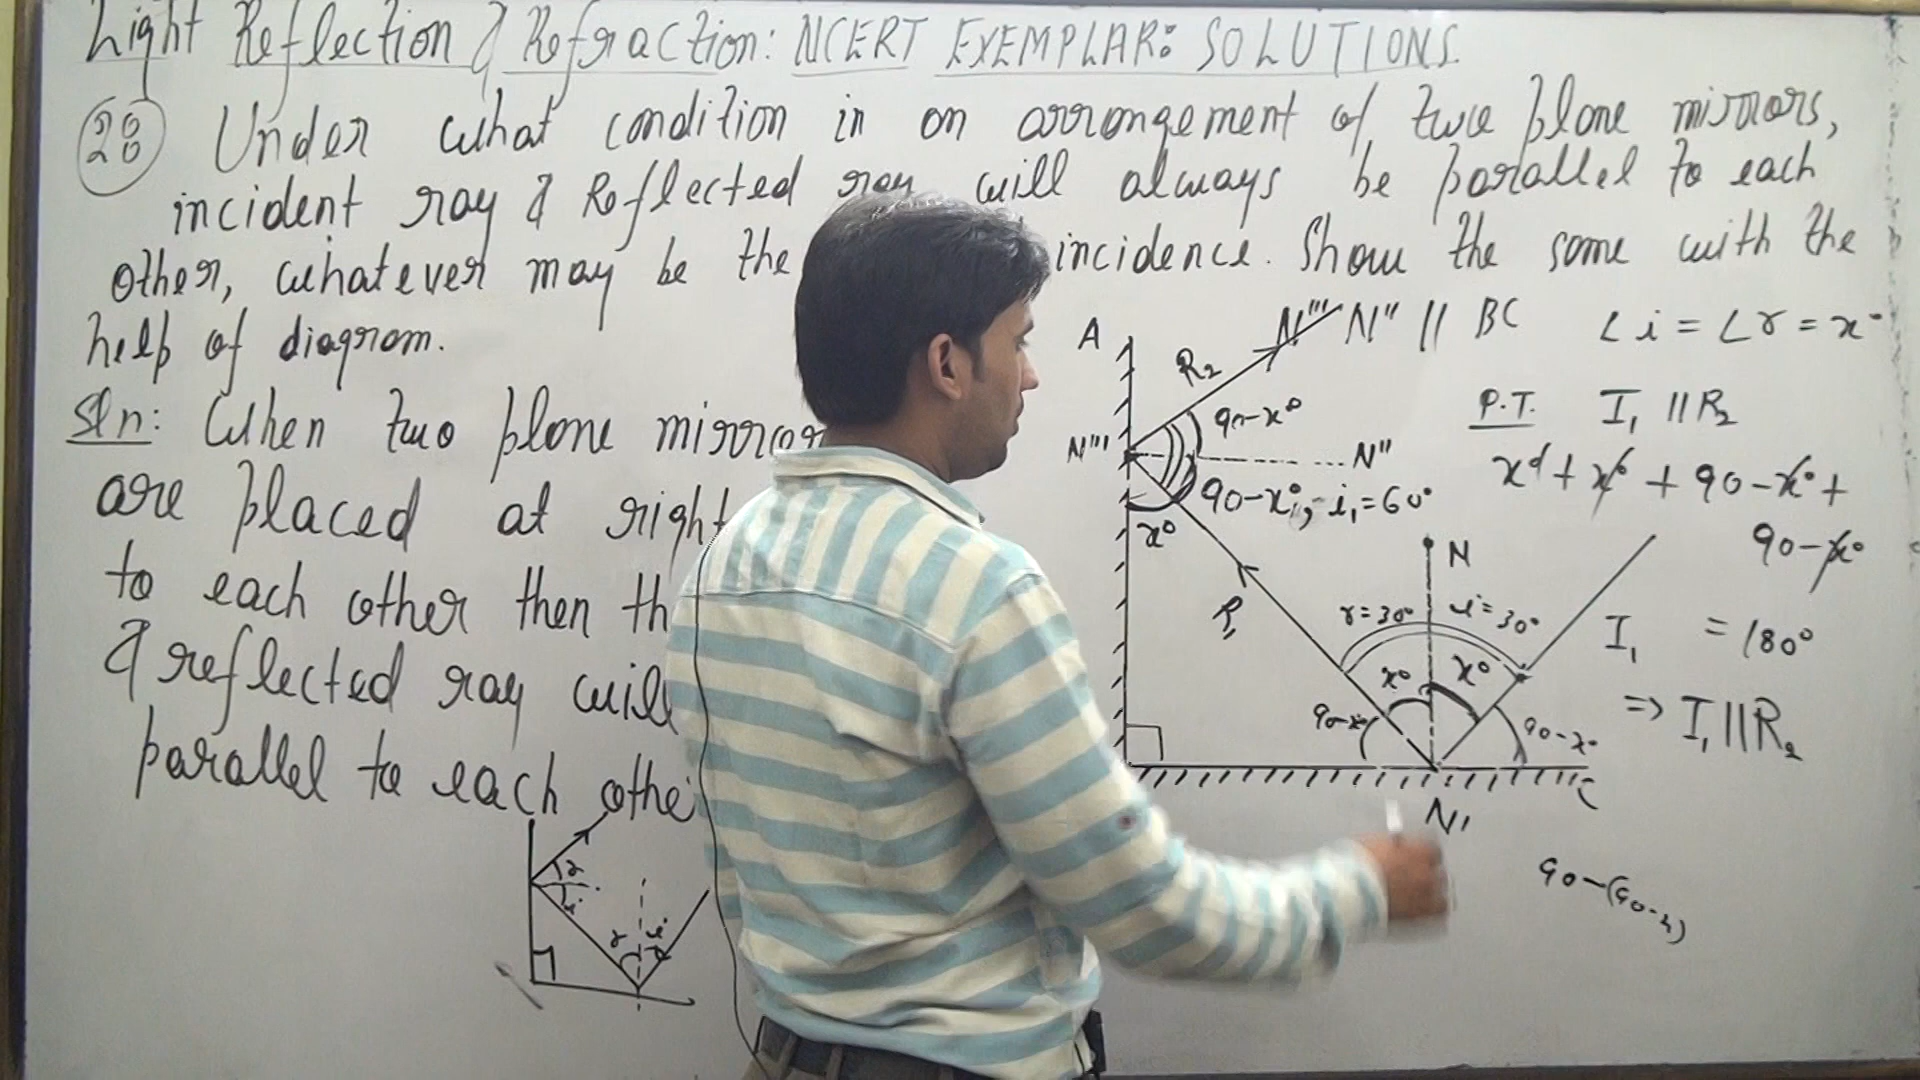 Light Reflection & Refraction: NCERT EXEMPLAR: SOLUTIONS
Under what condition in an arrangement of two plane mirrors,
incident ray & Reflected ray will always be parallel to each
other, whatever may be the incidence. Show the same with the
help of diagram.
Sln: When two plane mirror
are placed at right
to each other then th
& reflected ray will
parallel to each othe
r
i
r
i
A
N''' N'' // BC
∠i = ∠r = x°
R₂
90-x°
N'''
N''
90-x°, i₁ = 60°
x°
P.T. I₁ || R₂
x° + x° + 90-x° +
90-x°
= 180°
⇒ I₁ || R₂
N
r=30°
i=30°
I₁
R₁
x°
x°
90-x°
90-x°
C
N'
90-(90-x)